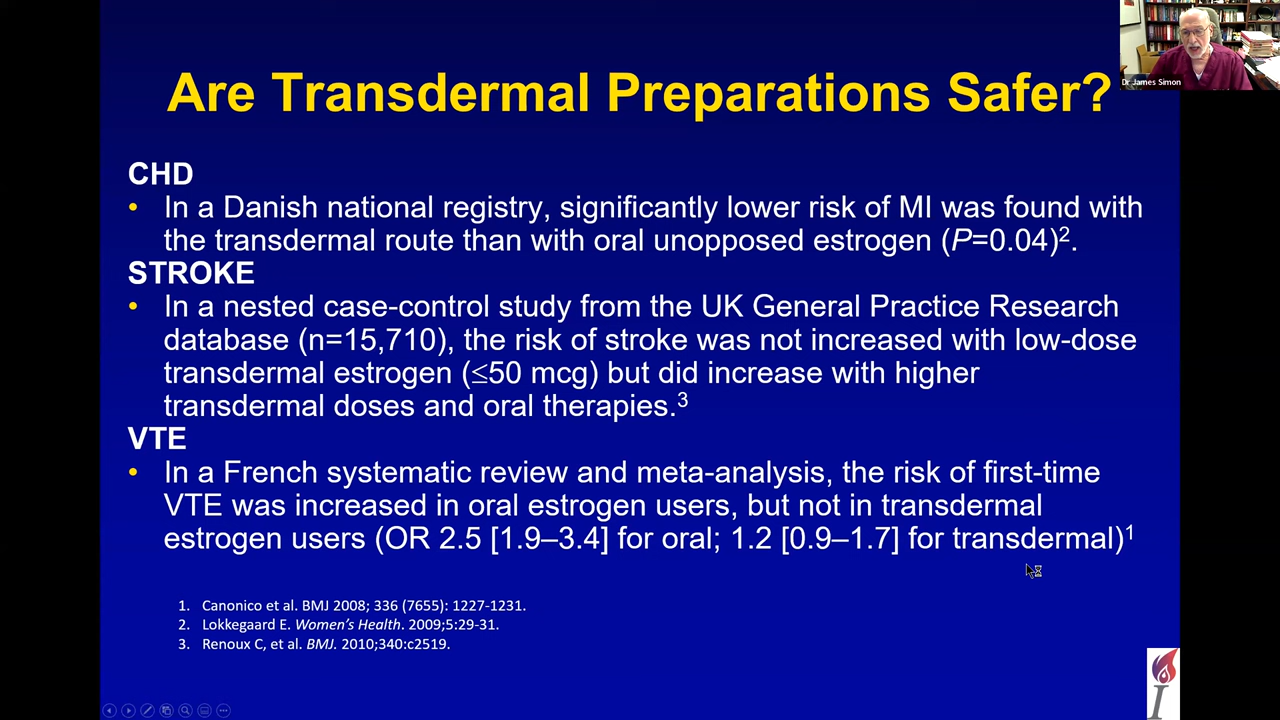 Dr James Simon
Are Transdermal Preparations Safer?
CHD
• In a Danish national registry, significantly lower risk of MI was found with
the transdermal route than with oral unopposed estrogen (P=0.04)².
STROKE
• In a nested case-control study from the UK General Practice Research
database (n=15,710), the risk of stroke was not increased with low-dose
transdermal estrogen (≤50 mcg) but did increase with higher
transdermal doses and oral therapies.³
VTE
• In a French systematic review and meta-analysis, the risk of first-time
VTE was increased in oral estrogen users, but not in transdermal
estrogen users (OR 2.5 [1.9–3.4] for oral; 1.2 [0.9–1.7] for transdermal)¹
1. Canonico et al. BMJ 2008; 336 (7655): 1227-1231.
2. Lokkegaard E. Women's Health. 2009;5:29-31.
3. Renoux C, et al. BMJ. 2010;340:c2519.
I